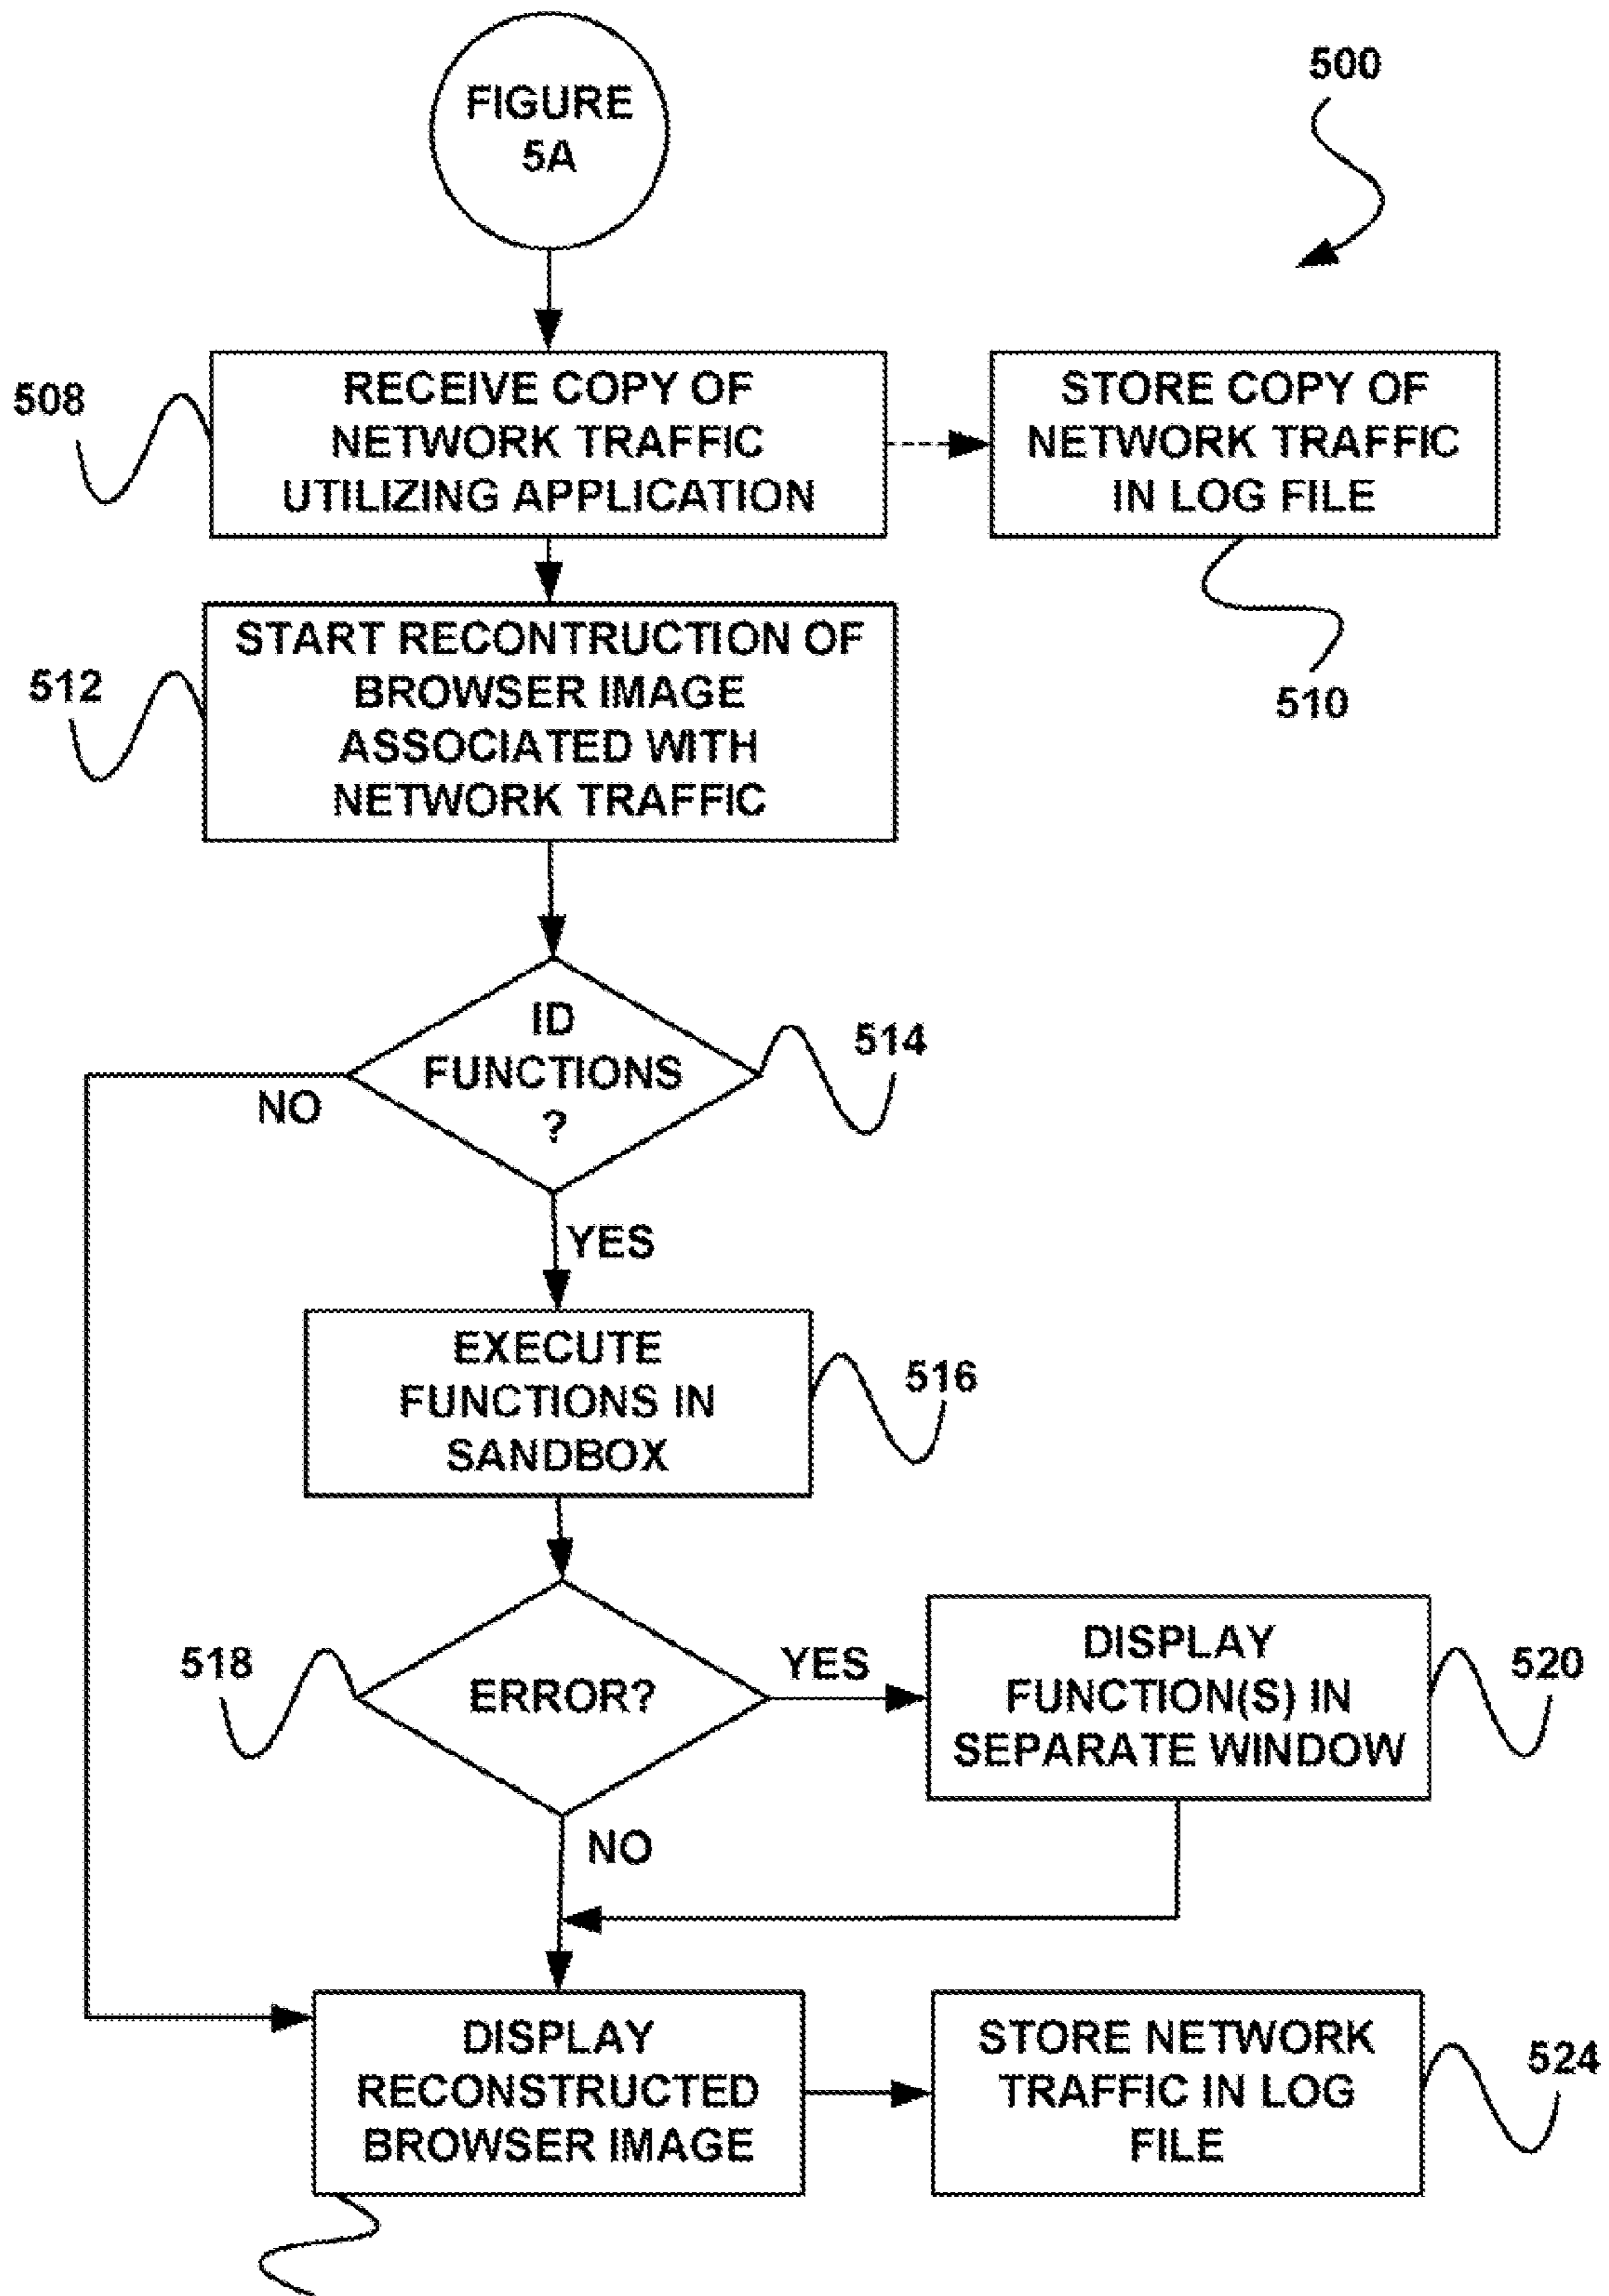 FIGURE
5A
500
508
RECEIVE COPY OF
NETWORK TRAFFIC
UTILIZING APPLICATION
STORE COPY OF
NETWORK TRAFFIC
IN LOG FILE
510
512
START RECONTRUCTION OF
BROWSER IMAGE
ASSOCIATED WITH
NETWORK TRAFFIC
ID
FUNCTIONS
?
514
NO
YES
EXECUTE
FUNCTIONS IN
SANDBOX
516
518
ERROR?
YES
DISPLAY
FUNCTION(S) IN
SEPARATE WINDOW
520
NO
DISPLAY
RECONSTRUCTED
BROWSER IMAGE
STORE NETWORK
TRAFFIC IN LOG
FILE
524